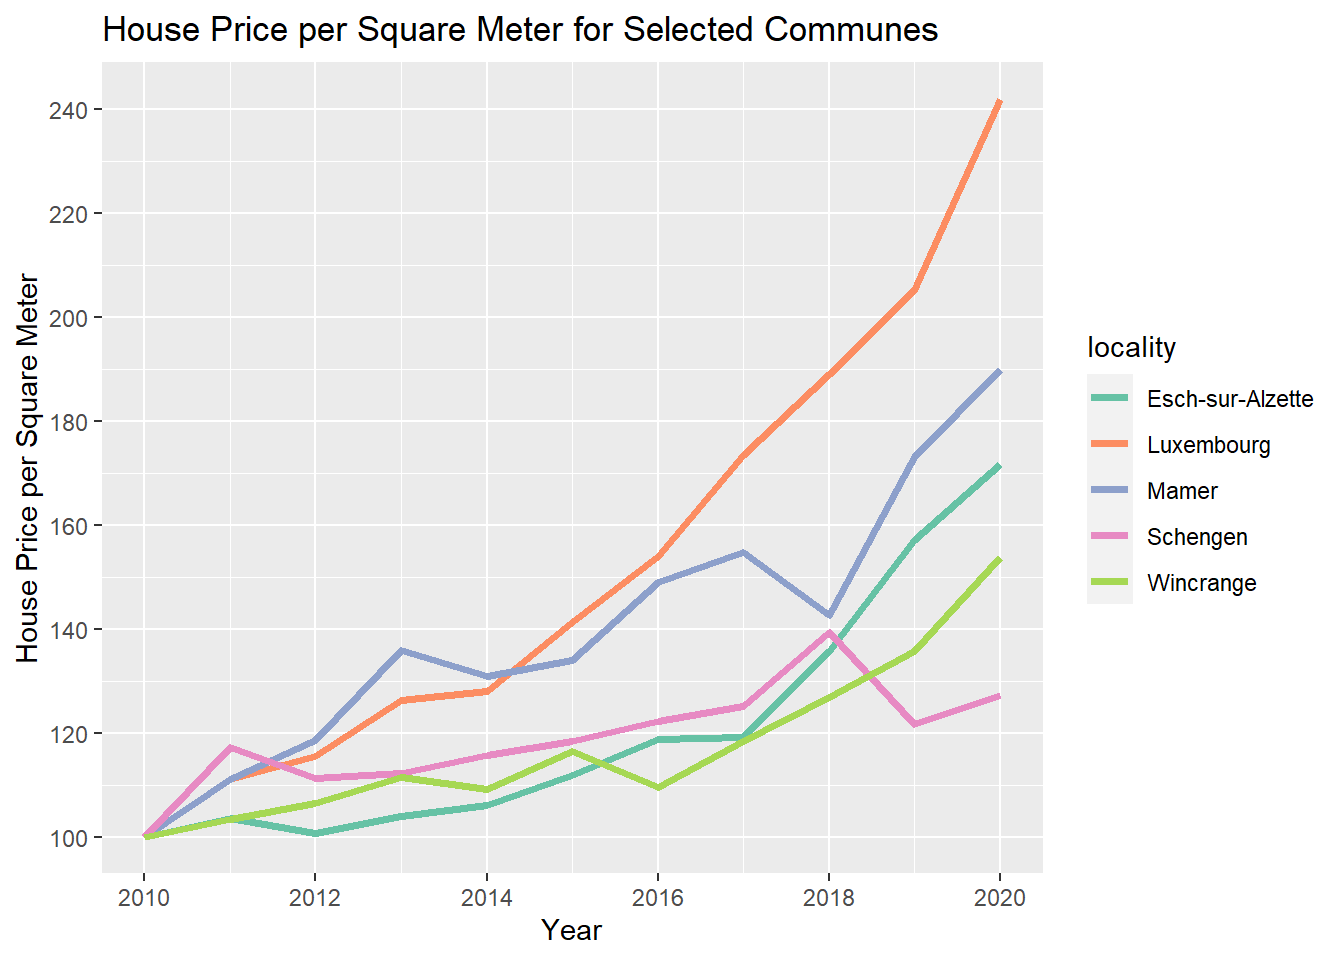 House Price per Square Meter for Selected Communes
House Price per Square Meter
240
220
200
180
160
140
120
100
2010
2012
2014
2016
2018
2020
Year
locality
Esch-sur-Alzette
Luxembourg
Mamer
Schengen
Wincrange